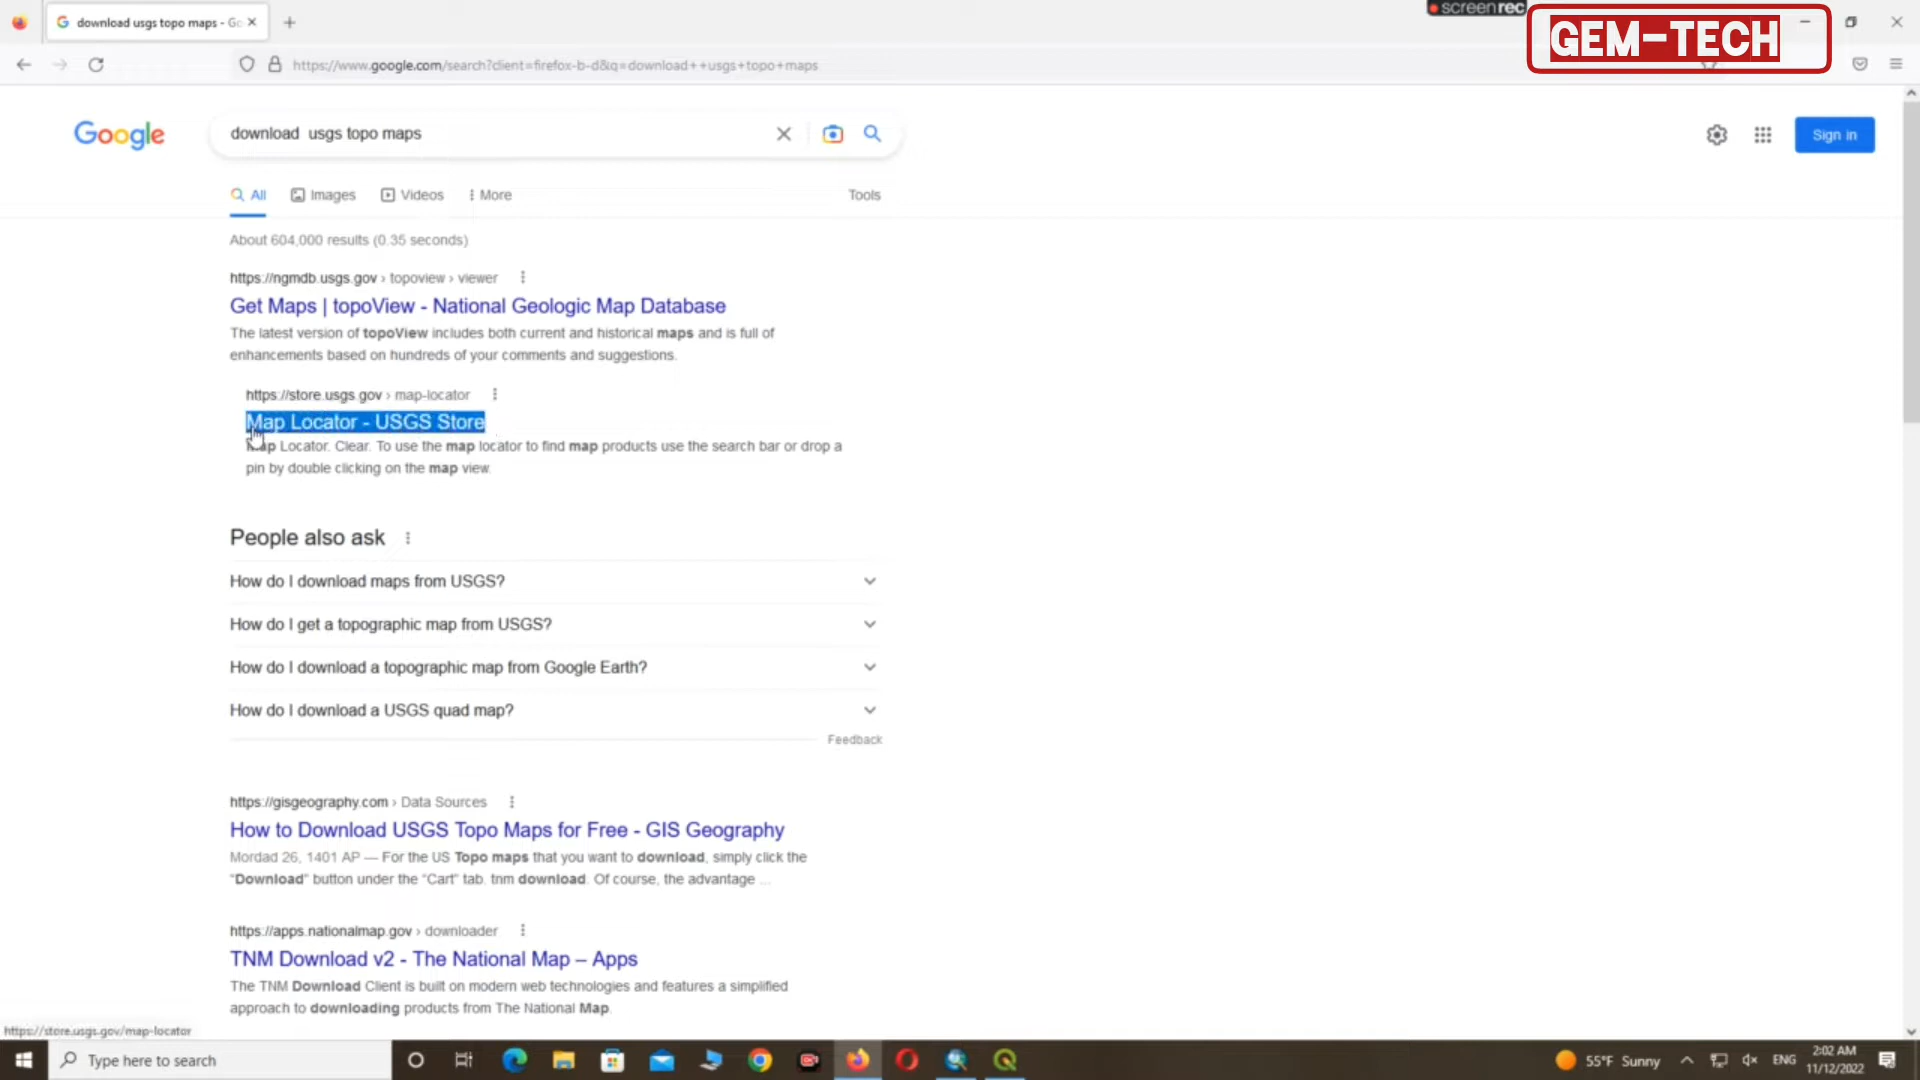 screenrec
GEM-TECH
download usgs topo maps - Go
https://www.google.com/search?client=firefox-b-d&q=download++usgs+topo+maps
Google
download  usgs topo maps
Sign in
All
Images
Videos
More
Tools
About 604,000 results (0.35 seconds)
https://ngmdb.usgs.gov › topoview › viewer
Get Maps | topoView - National Geologic Map Database
The latest version of topoView includes both current and historical maps and is full of
enhancements based on hundreds of your comments and suggestions.
https://store.usgs.gov › map-locator
Map Locator - USGS Store
Map Locator. Clear. To use the map locator to find map products use the search bar or drop a
pin by double clicking on the map view.
People also ask
How do I download maps from USGS?
How do I get a topographic map from USGS?
How do I download a topographic map from Google Earth?
How do I download a USGS quad map?
Feedback
https://gisgeography.com › Data Sources
How to Download USGS Topo Maps for Free - GIS Geography
Mordad 26, 1401 AP — For the US Topo maps that you want to download, simply click the
“Download” button under the “Cart” tab. tnm download. Of course, the advantage ...
https://apps.nationalmap.gov › downloader
TNM Download v2 - The National Map – Apps
The TNM Download Client is built on modern web technologies and features a simplified
approach to downloading products from The National Map.
https://store.usgs.gov/map-locator
Type here to search
55°F Sunny
ENG
2:02 AM
11/12/2022